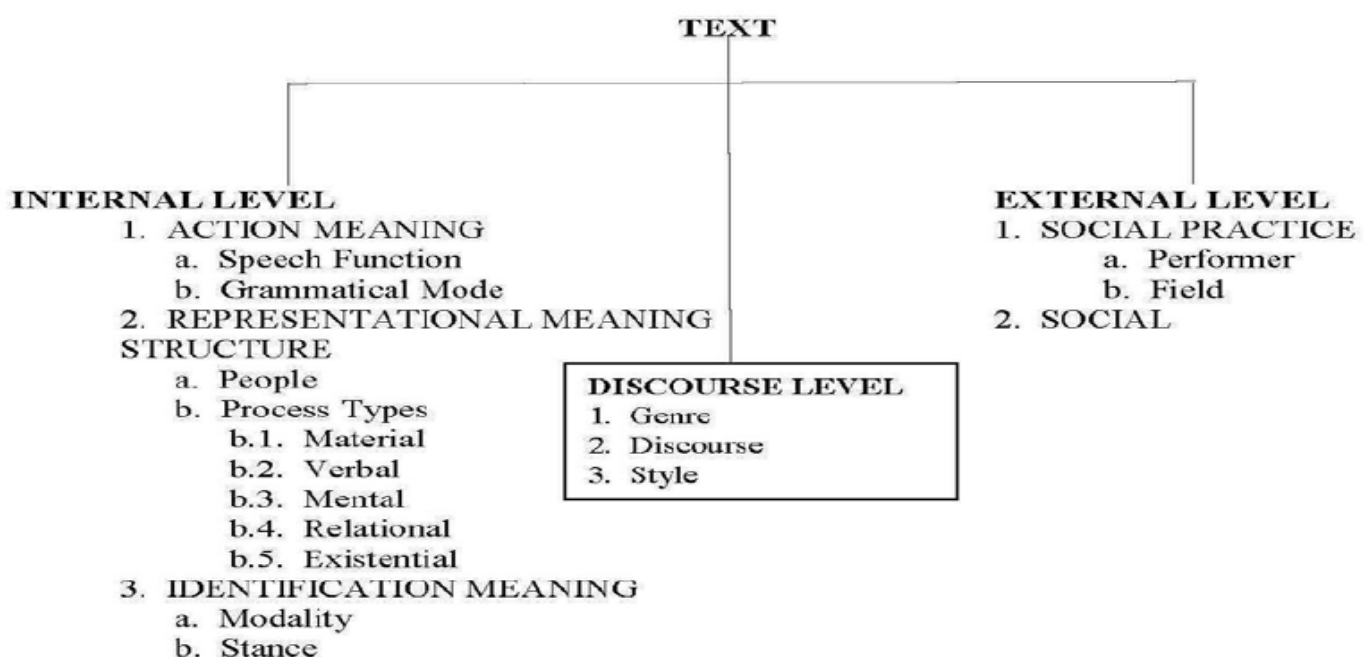 TEXT
INTERNAL LEVEL
1. ACTION MEANING
a. Speech Function
b. Grammatical Mode
2. REPRESENTATIONAL MEANING
STRUCTURE
a. People
b. Process Types
b.1. Material
b.2. Verbal
b.3. Mental
b.4. Relational
b.5. Existential
3. IDENTIFICATION MEANING
a. Modality
b. Stance
DISCOURSE LEVEL
1. Genre
2. Discourse
3. Style
EXTERNAL LEVEL
1. SOCIAL PRACTICE
a. Performer
b. Field
2. SOCIAL